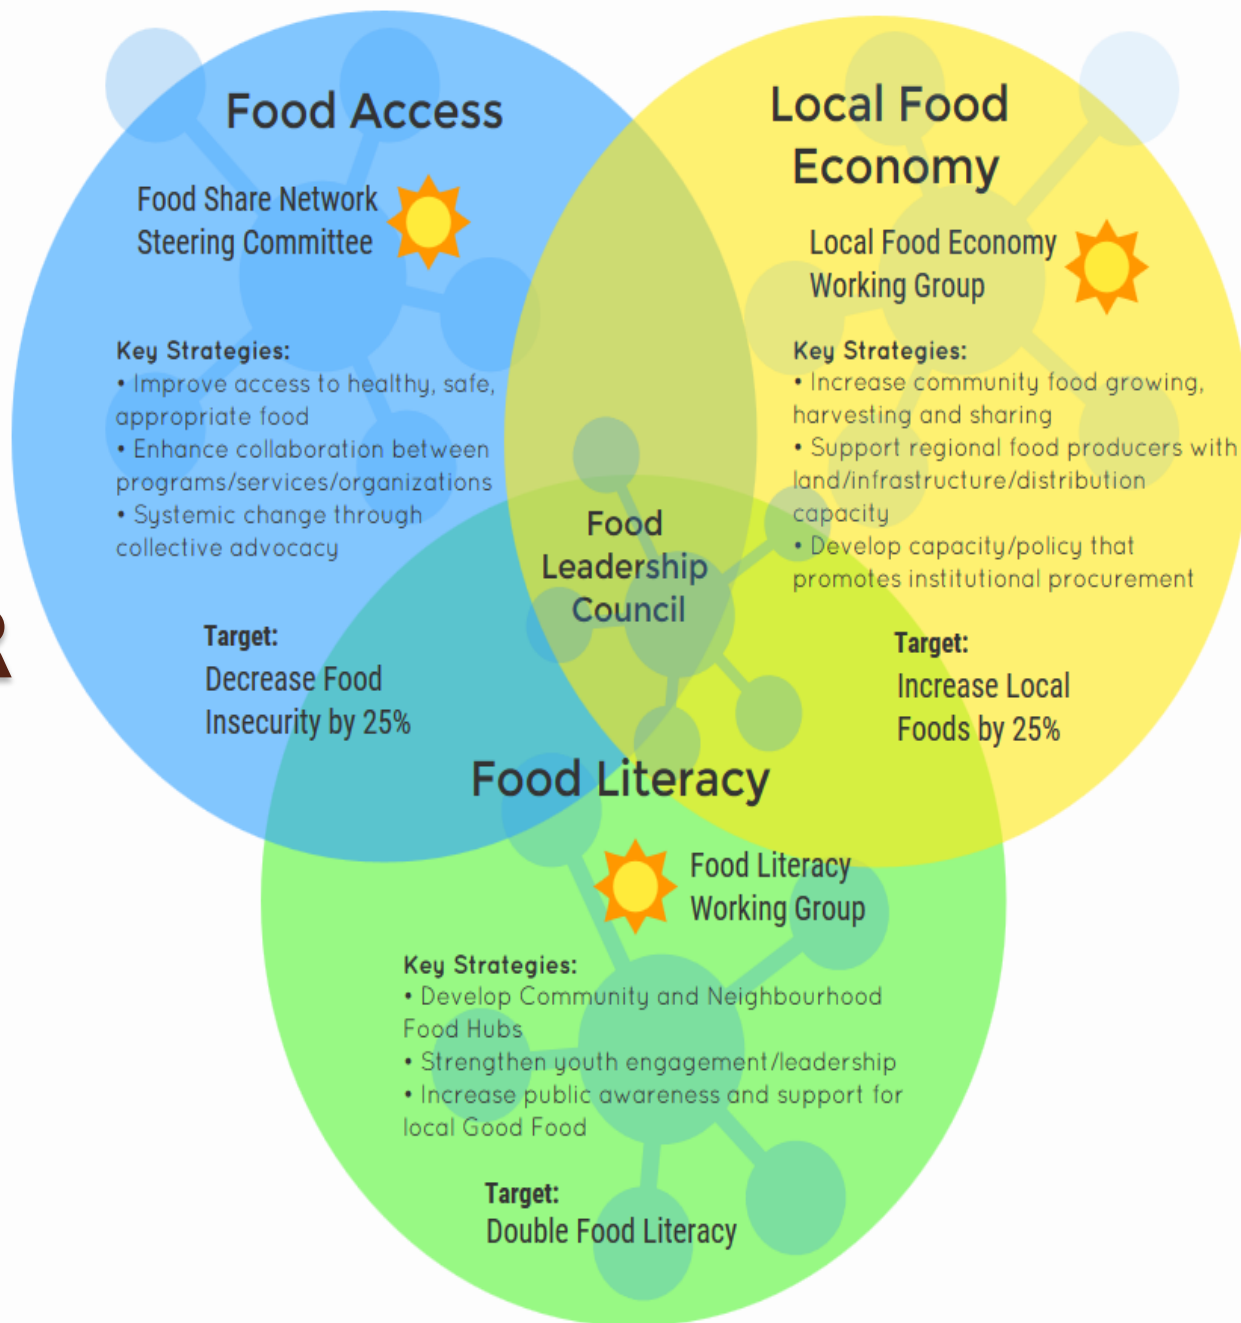 Food Access
Food Share Network
Steering Committee
Key Strategies:
• Improve access to healthy, safe,
appropriate food
• Enhance collaboration between
programs/services/organizations
• Systemic change through
collective advocacy
Target:
Decrease Food
Insecurity by 25%
Local Food
Economy
Local Food Economy
Working Group
Key Strategies:
• Increase community food growing,
harvesting and sharing
• Support regional food producers with
land/infrastructure/distribution
capacity
• Develop capacity/policy that
promotes institutional procurement
Target:
Increase Local
Foods by 25%
Food
Leadership
Council
Food Literacy
Food Literacy
Working Group
Key Strategies:
• Develop Community and Neighbourhood
Food Hubs
• Strengthen youth engagement/leadership
• Increase public awareness and support for
local Good Food
Target:
Double Food Literacy